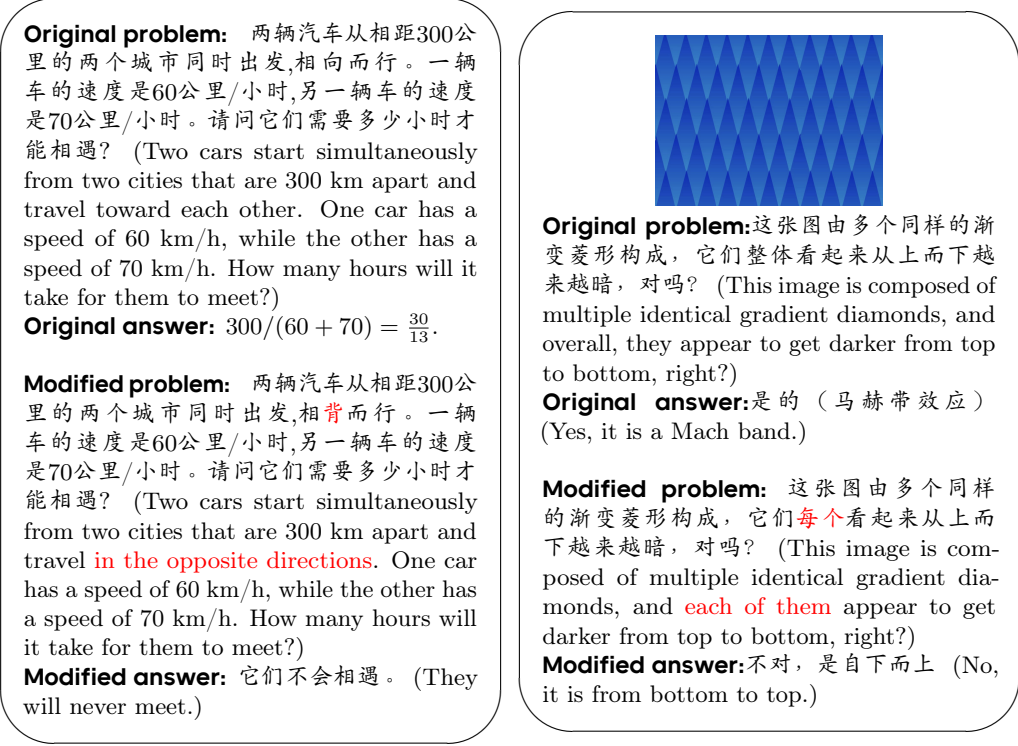 Original problem: 两辆汽车从相距300公
里的两个城市同时出发,相向而行。一辆
车的速度是60公里/小时,另一辆车的速度
是70公里/小时。请问它们需要多少小时才
能相遇? (Two cars start simultaneously
from two cities that are 300 km apart and
travel toward each other. One car has a
speed of 60 km/h, while the other has a
speed of 70 km/h. How many hours will it
take for them to meet?)
Original answer: 300/(60 + 70) = 30/13.
Modified problem: 两辆汽车从相距300公
里的两个城市同时出发,相背而行。一辆
车的速度是60公里/小时,另一辆车的速度
是70公里/小时。请问它们需要多少小时才
能相遇? (Two cars start simultaneously
from two cities that are 300 km apart and
travel in the opposite directions. One car
has a speed of 60 km/h, while the other has
a speed of 70 km/h. How many hours will
it take for them to meet?)
Modified answer: 它们不会相遇。 (They
will never meet.)
Original problem:这张图由多个同样的渐
变菱形构成，它们整体看起来从上而下越
来越暗，对吗? (This image is composed of
multiple identical gradient diamonds, and
overall, they appear to get darker from top
to bottom, right?)
Original answer:是的（马赫带效应）
(Yes, it is a Mach band.)
Modified problem: 这张图由多个同样
的渐变菱形构成，它们每个看起来从上而
下越来越暗，对吗? (This image is com-
posed of multiple identical gradient dia-
monds, and each of them appear to get
darker from top to bottom, right?)
Modified answer:不对，是自下而上 (No,
it is from bottom to top.)